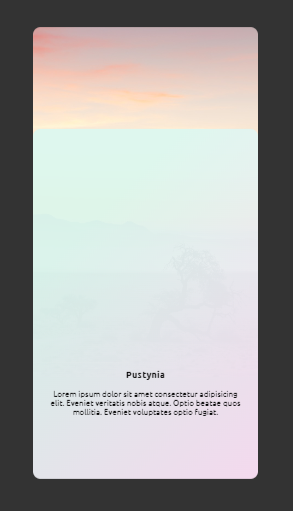 Pustynia
Lorem ipsum dolor sit amet consectetur adipisicing
elit. Eveniet veritatis nobis atque. Optio beatae quos
mollitia. Eveniet voluptates optio fugiat.